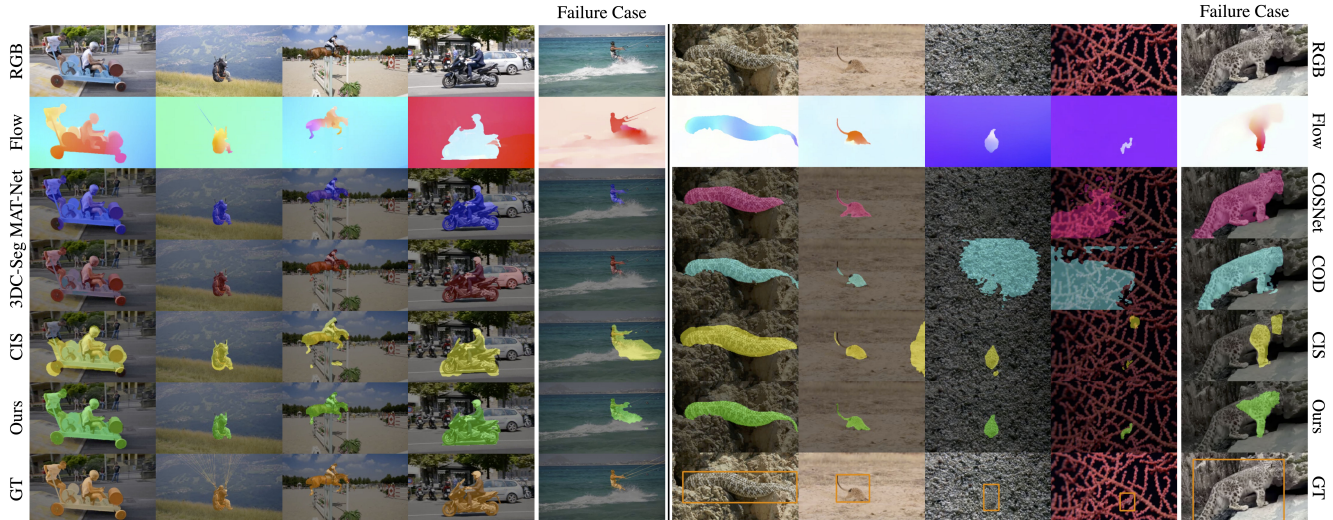 Failure Case
Failure Case
RGB
Flow
MAT-Net
3DC-Seg
CIS
Ours
GT
RGB
Flow
COSNet
COD
CIS
Ours
GT